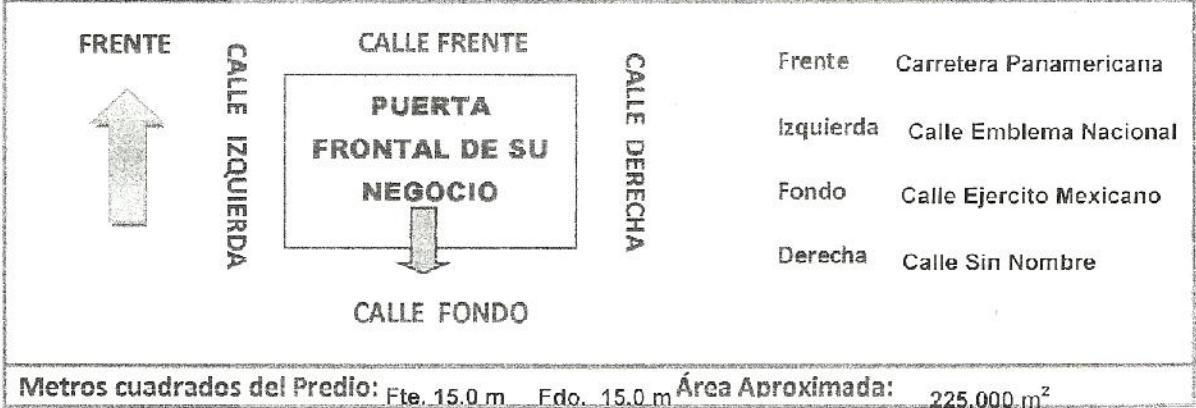 FRENTE
CALLE IZQUIERDA
CALLE FRENTE
PUERTA
FRONTAL DE SU
NEGOCIO
CALLE DERECHA
CALLE FONDO
Frente Carretera Panamericana
Izquierda Calle Emblema Nacional
Fondo Calle Ejercito Mexicano
Derecha Calle Sin Nombre
Metros cuadrados del Predio: Fte. 15.0 m Fdo. 15.0 m Área Aproximada: 225.000 m²